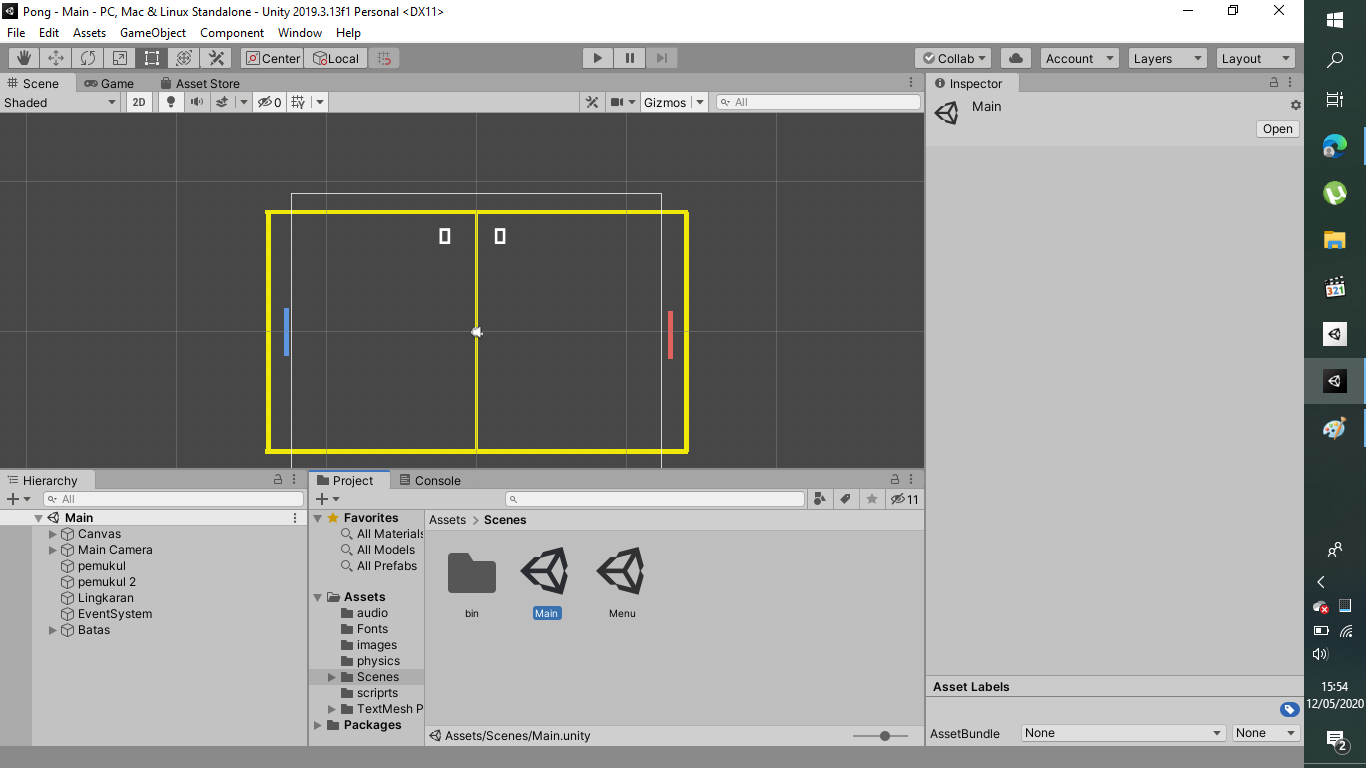 Pong - Main - PC, Mac & Linux Standalone - Unity 2019.3.13f1 Personal <DX11>
File Edit Assets GameObject Component Window Help
Center Local Collab Account Layers Layout
Scene Game Asset Store
Shaded 2D 0 Gizmos All
0 0
Inspector
Main
Open
Hierarchy
All
Main
Canvas
Main Camera
pemukul
pemukul 2
Lingkaran
EventSystem
Batas
Project Console
11
Favorites
All Materials
All Models
All Prefabs
Assets
audio
Fonts
images
physics
Scenes
scriprts
TextMesh P
Packages
Assets > Scenes
bin Main Menu
Assets/Scenes/Main.unity
Asset Labels
AssetBundle None None
321
15:54
12/05/2020
2